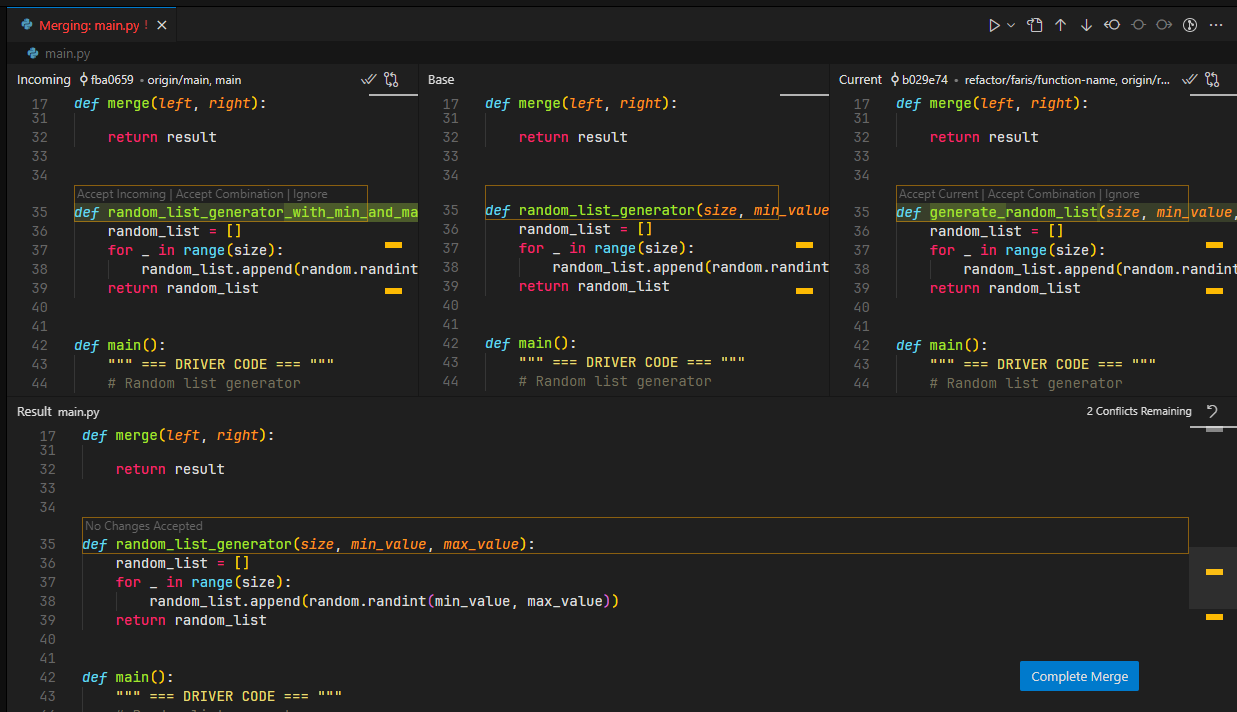 Merging: main.py !
main.py
Incoming fba0659 • origin/main, main
17 def merge(left, right):
31
32 return result
33
34
Accept Incoming | Accept Combination | Ignore
35 def random_list_generator_with_min_and_ma
36 random_list = []
37 for _ in range(size):
38 random_list.append(random.randint
39 return random_list
40
41
42 def main():
43 """ === DRIVER CODE === """
44 # Random list generator
Base
17 def merge(left, right):
31
32 return result
33
34
35 def random_list_generator(size, min_value
36 random_list = []
37 for _ in range(size):
38 random_list.append(random.randint
39 return random_list
40
41
42 def main():
43 """ === DRIVER CODE === """
44 # Random list generator
Current b029e74 • refactor/faris/function-name, origin/r...
17 def merge(left, right):
31
32 return result
33
34
Accept Current | Accept Combination | Ignore
35 def generate_random_list(size, min_value,
36 random_list = []
37 for _ in range(size):
38 random_list.append(random.randint
39 return random_list
40
41
42 def main():
43 """ === DRIVER CODE === """
44 # Random list generator
Result main.py
2 Conflicts Remaining
17 def merge(left, right):
31
32 return result
33
34
No Changes Accepted
35 def random_list_generator(size, min_value, max_value):
36 random_list = []
37 for _ in range(size):
38 random_list.append(random.randint(min_value, max_value))
39 return random_list
40
41
42 def main():
43 """ === DRIVER CODE === """
Complete Merge